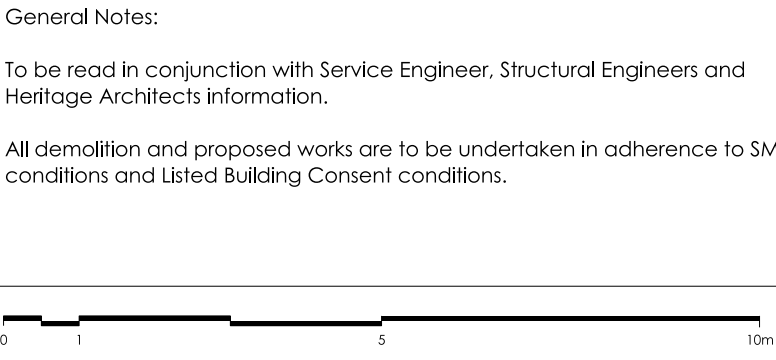 General Notes:
To be read in conjunction with Service Engineer, Structural Engineers and
Heritage Architects information.
All demolition and proposed works are to be undertaken in adherence to SM
conditions and Listed Building Consent conditions.
0 1 5 10m